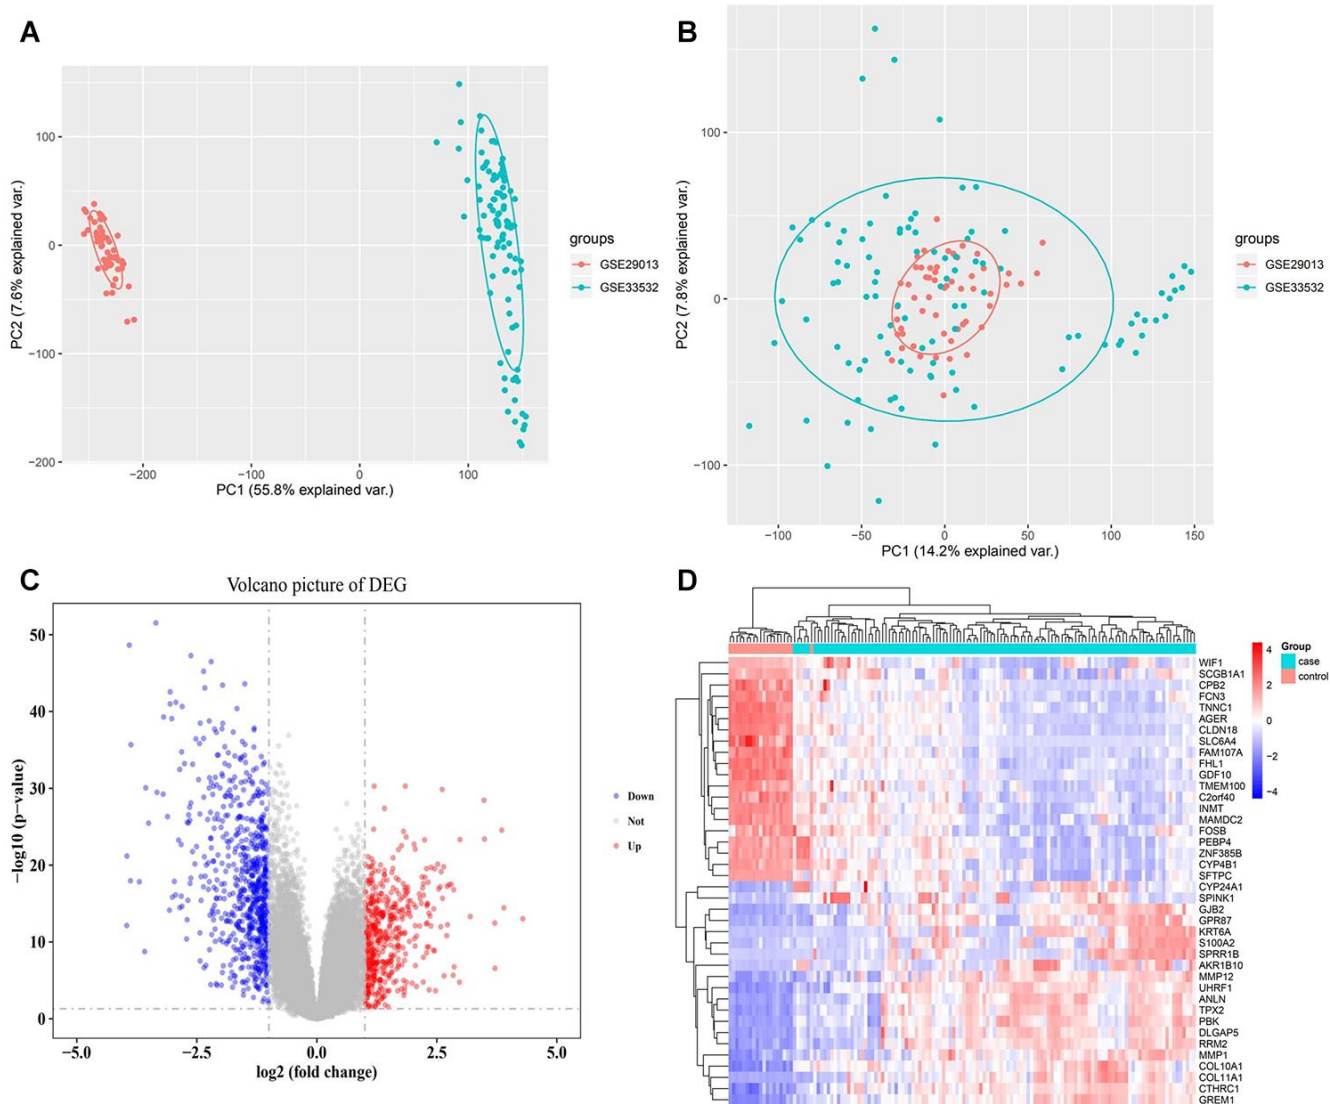 A
100
0
−100
−200
−200
−100
0
100
PC2 (7.6% explained var.)
PC1 (55.8% explained var.)
groups
GSE29013
GSE33532
B
100
0
−100
−100
−50
0
50
100
150
PC2 (7.8% explained var.)
PC1 (14.2% explained var.)
groups
GSE29013
GSE33532
C
Volcano picture of DEG
50
40
30
20
10
0
−5.0
−2.5
0.0
2.5
5.0
−log10 (p−value)
log2 (fold change)
Down
Not
Up
D
WIF1
SCGB1A1
CPB2
FCN3
TNNC1
AGER
CLDN18
SLC6A4
FAM107A
FHL1
GDF10
TMEM100
C2orf40
INMT
MAMDC2
FOSB
PEBP4
ZNF385B
CYP4B1
SFTPC
CYP24A1
SPINK1
GJB2
GPR87
KRT6A
S100A2
SPRR1B
AKR1B10
MMP12
UHRF1
ANLN
TPX2
PBK
DLGAP5
RRM2
MMP1
COL10A1
COL11A1
CTHRC1
GREM1
4
2
0
−2
−4
Group
case
control